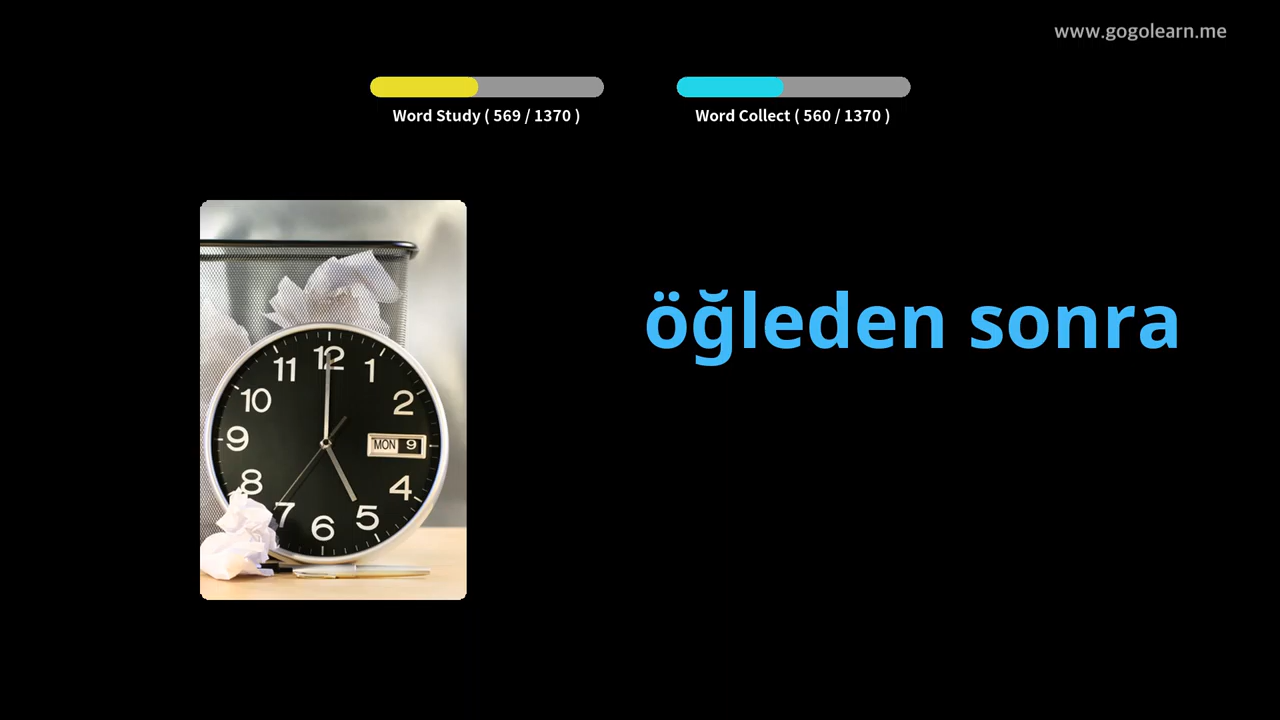 www.gogolearn.me
Word Study ( 569 / 1370 )
Word Collect ( 560 / 1370 )
öğleden sonra
12
11
1
10
2
9
MON 9
8
4
7
5
6